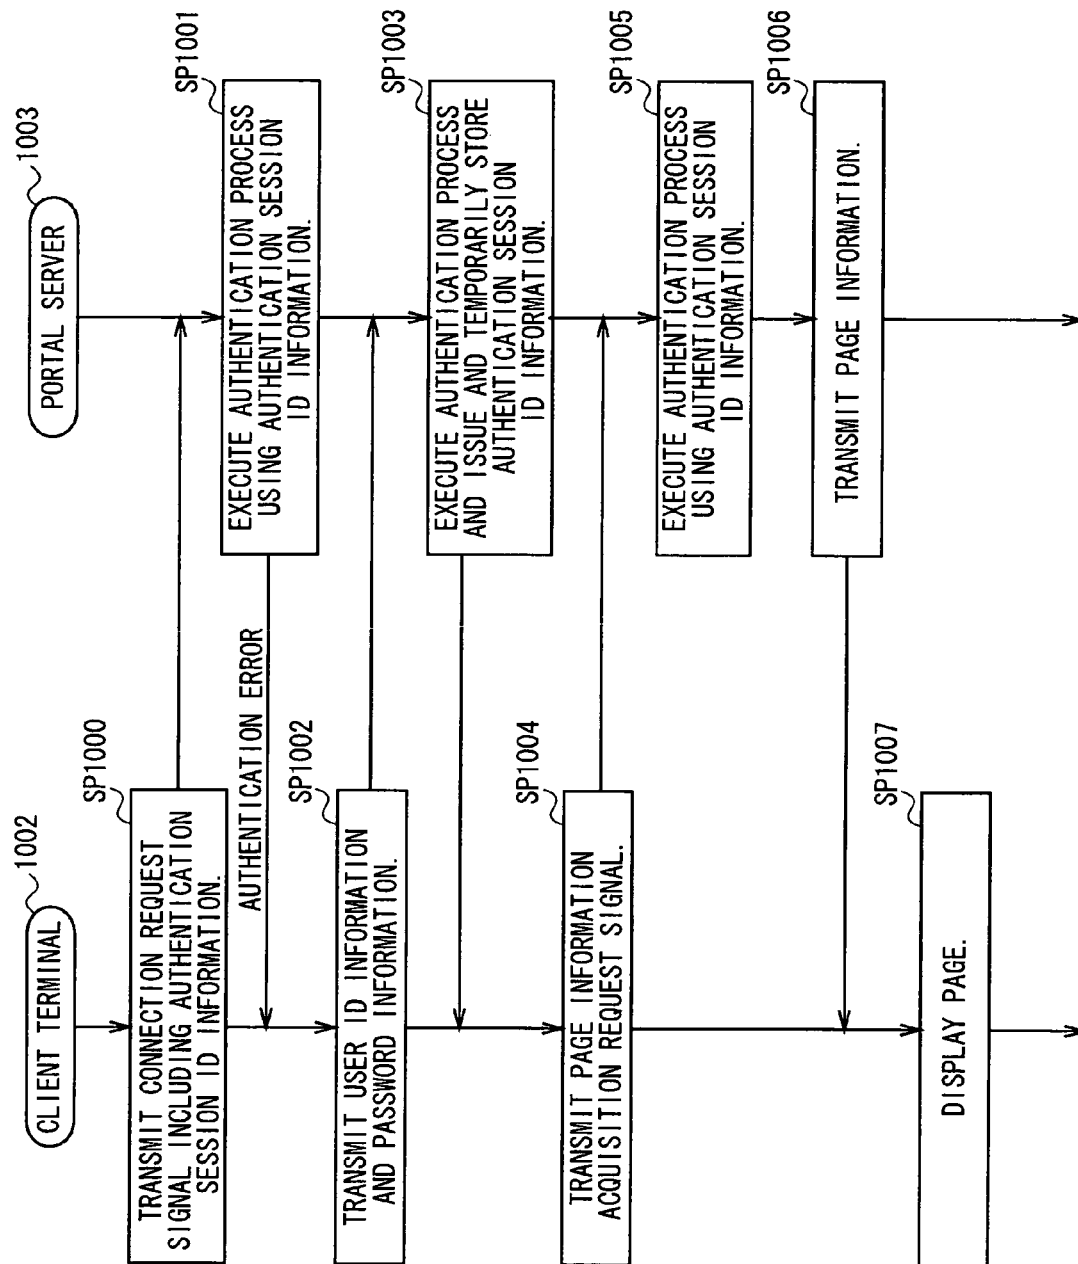 CLIENT TERMINAL
1002
PORTAL SERVER
1003
SP1000
TRANSMIT CONNECTION REQUEST
SIGNAL INCLUDING AUTHENTICATION
SESSION ID INFORMATION.
SP1001
EXECUTE AUTHENTICATION PROCESS
USING AUTHENTICATION SESSION
ID INFORMATION.
AUTHENTICATION ERROR
SP1002
TRANSMIT USER ID INFORMATION
AND PASSWORD INFORMATION.
SP1003
EXECUTE AUTHENTICATION PROCESS
AND ISSUE AND TEMPORARILY STORE
AUTHENTICATION SESSION
ID INFORMATION.
SP1004
TRANSMIT PAGE INFORMATION
ACQUISITION REQUEST SIGNAL.
SP1005
EXECUTE AUTHENTICATION PROCESS
USING AUTHENTICATION SESSION
ID INFORMATION.
SP1006
TRANSMIT PAGE INFORMATION.
SP1007
DISPLAY PAGE.